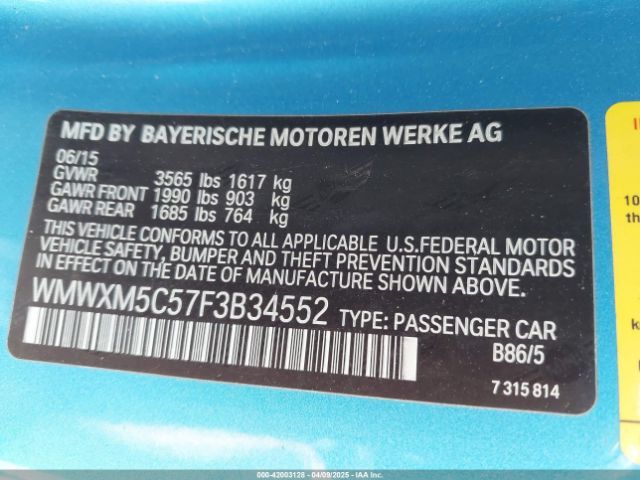 MFD BY BAYERISCHE MOTOREN WERKE AG
06/15
GVWR 3565 lbs 1617 kg
GAWR FRONT 1990 lbs 903 kg
GAWR REAR 1685 lbs 764 kg
THIS VEHICLE CONFORMS TO ALL APPLICABLE U.S.FEDERAL MOTOR
VEHICLE SAFETY, BUMPER AND THEFT PREVENTION STANDARDS
IN EFFECT ON THE DATE OF MANUFACTURE SHOWN ABOVE.
WMWXM5C57F3B34552 TYPE: PASSENGER CAR
B86/5
7 315 814
10
th
000-42003128 - 04/09/2025 - IAA